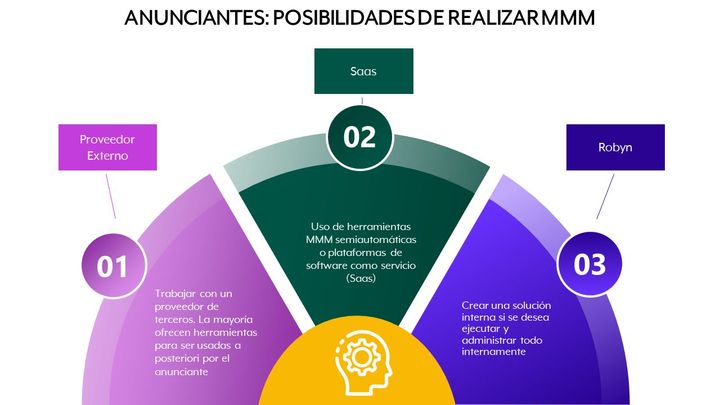 ANUNCIANTES: POSIBILIDADES DE REALIZAR MMM
Saas
02
Proveedor
Externo
Robyn
01
03
Trabajar con un
proveedor de
terceros. La mayoría
ofrecen herramientas
para ser usadas a
posteriori por el
anunciante
Uso de herramientas
MMM semiautomáticas
o plataformas de
software como servicio
(Saas)
Crear una solución
interna si se desea
ejecutar y
administrar todo
internamente